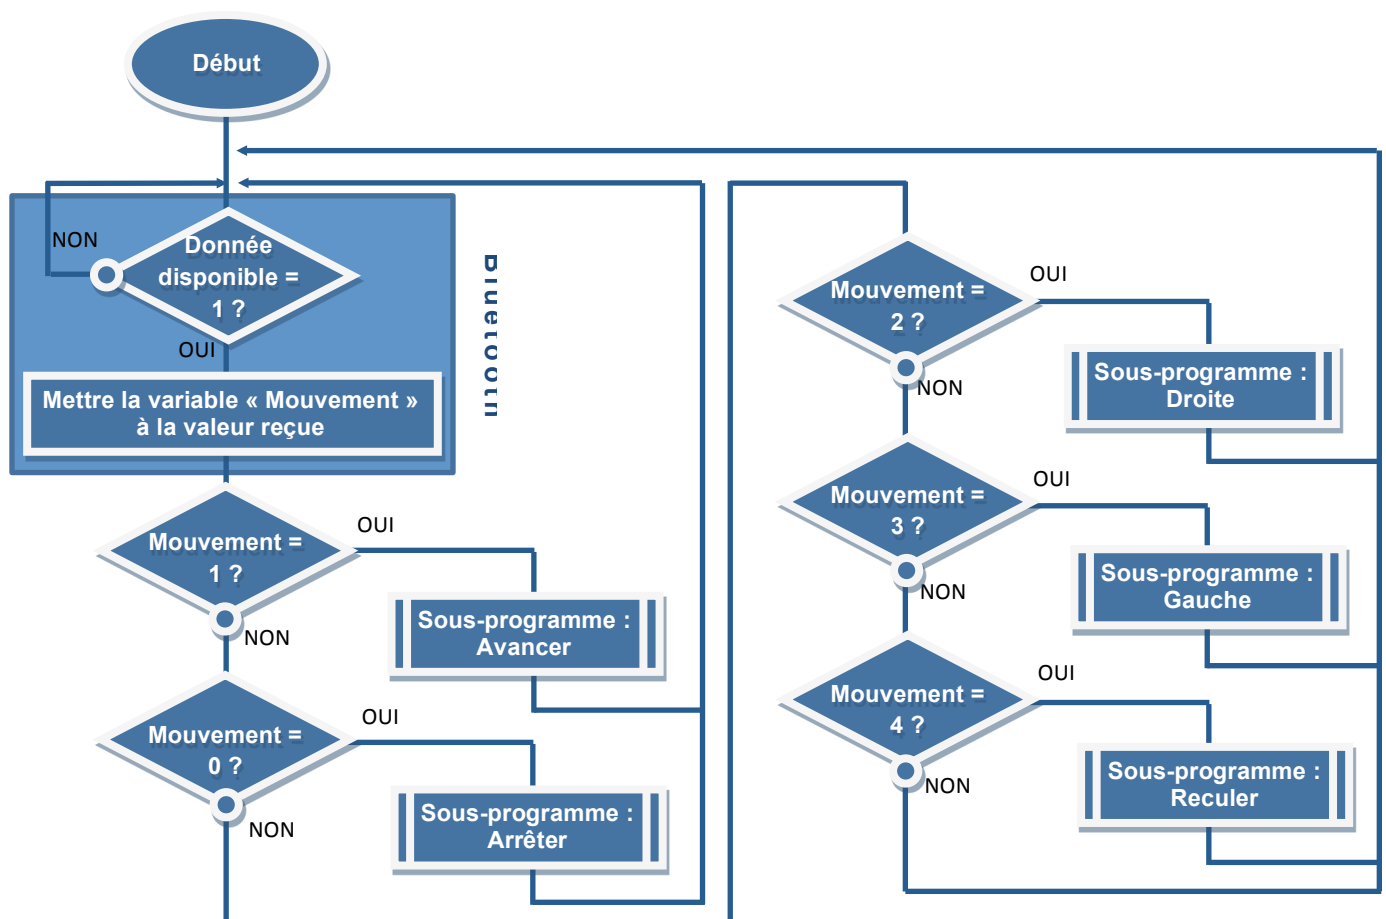 Début
NON
Donnée
disponible =
1 ?
OUI
Bluetooth
Mettre la variable « Mouvement »
à la valeur reçue
Mouvement =
1 ?
OUI
NON
Sous-programme :
Avancer
Mouvement =
0 ?
OUI
NON
Sous-programme :
Arrêter
Mouvement =
2 ?
OUI
NON
Sous-programme :
Droite
Mouvement =
3 ?
OUI
NON
Sous-programme :
Gauche
Mouvement =
4 ?
OUI
NON
Sous-programme :
Reculer